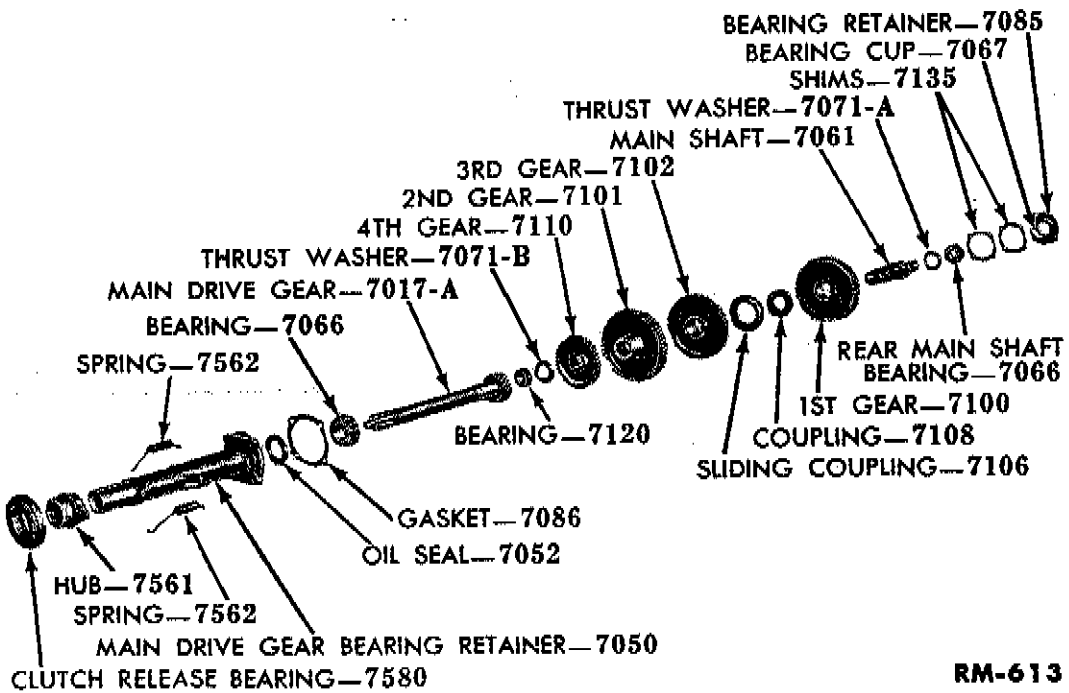 BEARING RETAINER—7085
BEARING CUP—7067
SHIMS—7135
THRUST WASHER—7071-A
MAIN SHAFT—7061
3RD GEAR—7102
2ND GEAR—7101
4TH GEAR—7110
THRUST WASHER—7071-B
MAIN DRIVE GEAR—7017-A
BEARING—7066
SPRING—7562
REAR MAIN SHAFT
BEARING—7066
1ST GEAR—7100
BEARING—7120
COUPLING—7108
SLIDING COUPLING—7106
GASKET—7086
OIL SEAL—7052
HUB—7561
SPRING—7562
MAIN DRIVE GEAR BEARING RETAINER—7050
CLUTCH RELEASE BEARING—7580
RM-613